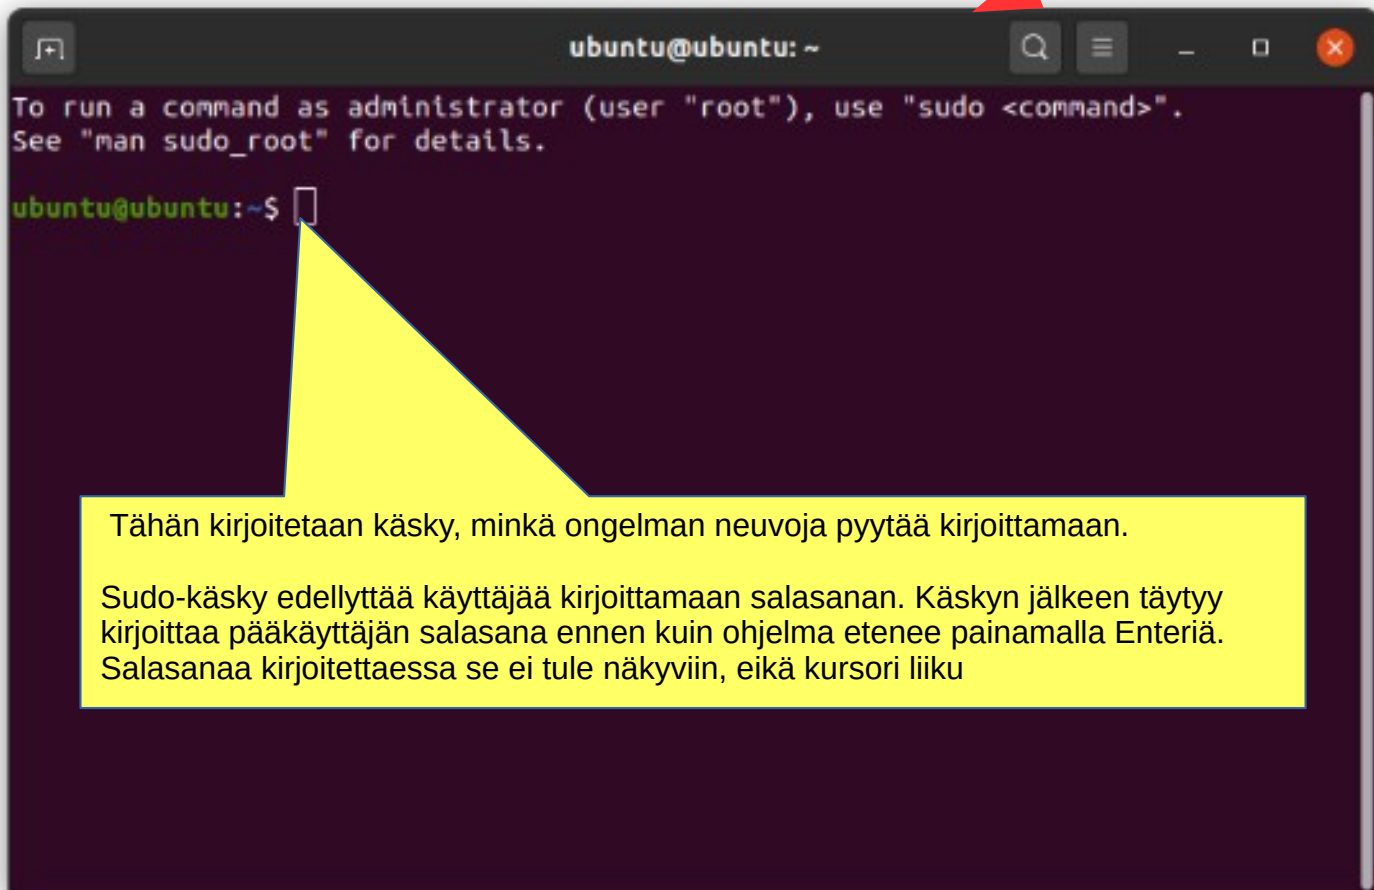 ubuntu@ubuntu: ~
To run a command as administrator (user "root"), use "sudo <command>".
See "man sudo_root" for details.
ubuntu@ubuntu:~$
Tähän kirjoitetaan käsky, minkä ongelman neuvoja pyytää kirjoittamaan.
Sudo-käsky edellyttää käyttäjää kirjoittamaan salasanan. Käskyn jälkeen täytyy
kirjoittaa pääkäyttäjän salasana ennen kuin ohjelma etenee painamalla Enteriä.
Salasanaa kirjoitettaessa se ei tule näkyviin, eikä kursori liiku